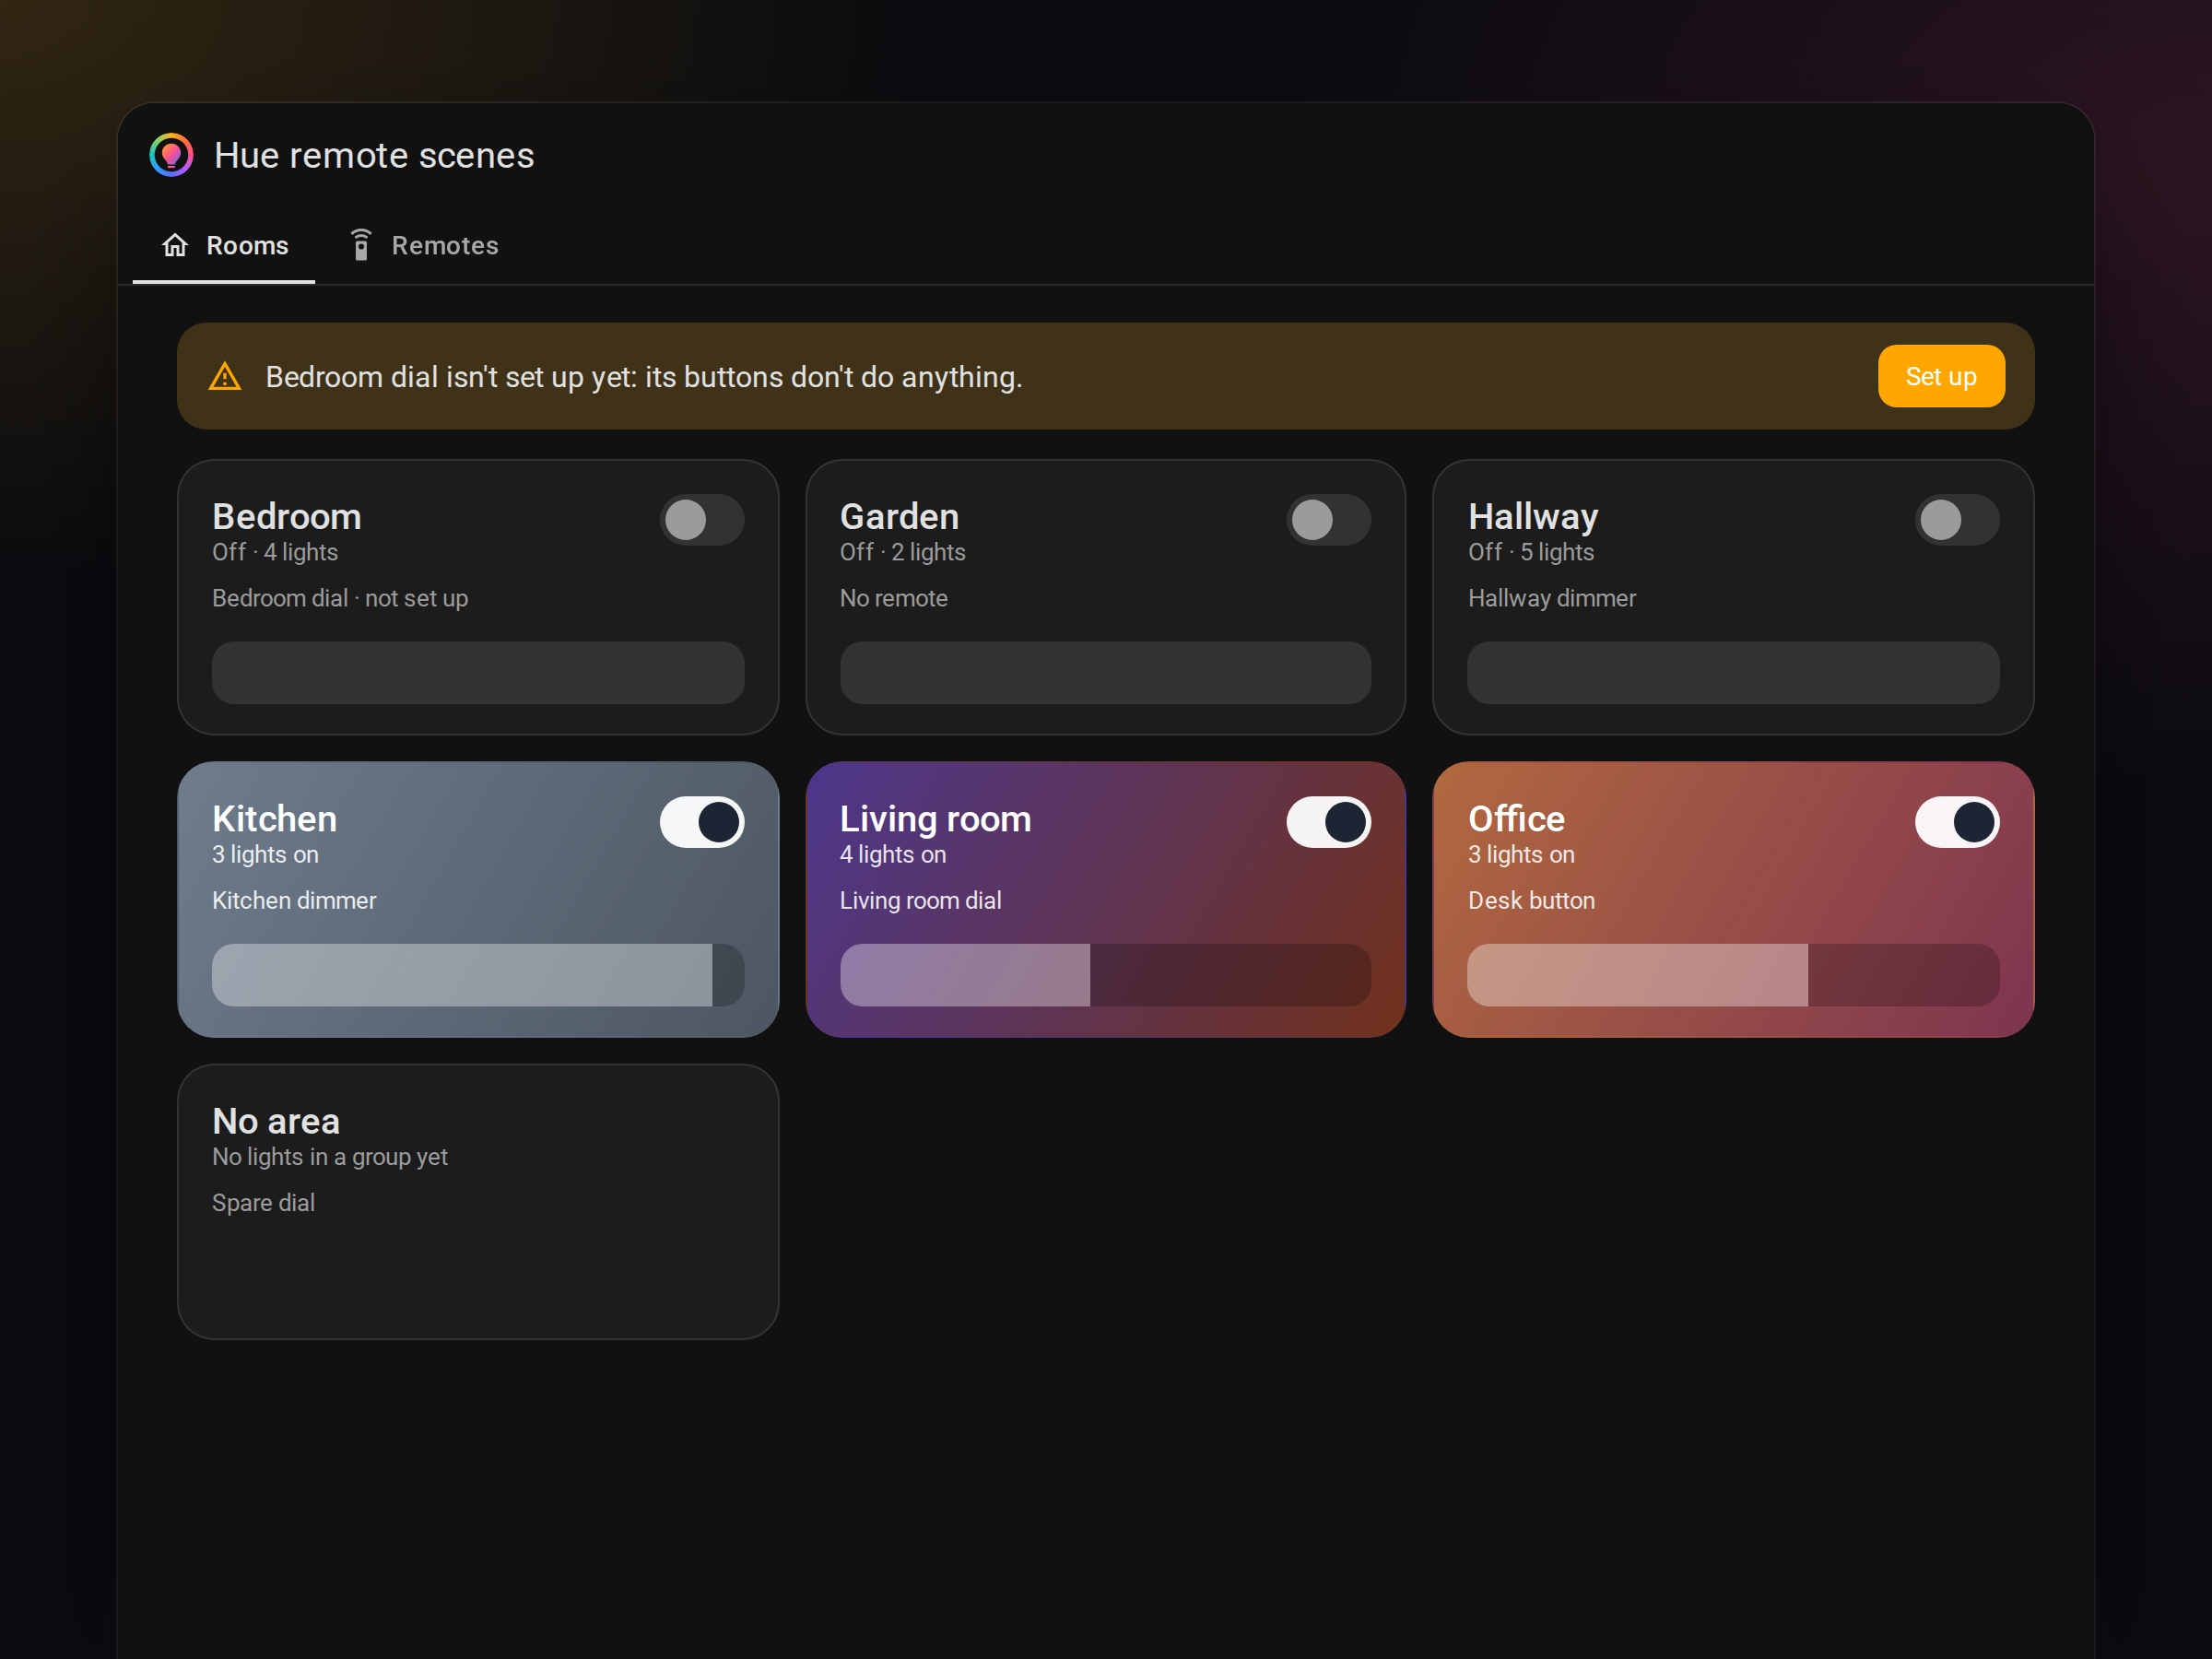 Hue remote scenes
Rooms
Remotes
Bedroom dial isn't set up yet: its buttons don't do anything.
Set up
Bedroom
Off · 4 lights
Bedroom dial · not set up
Garden
Off · 2 lights
No remote
Hallway
Off · 5 lights
Hallway dimmer
Kitchen
3 lights on
Kitchen dimmer
Living room
4 lights on
Living room dial
Office
3 lights on
Desk button
No area
No lights in a group yet
Spare dial